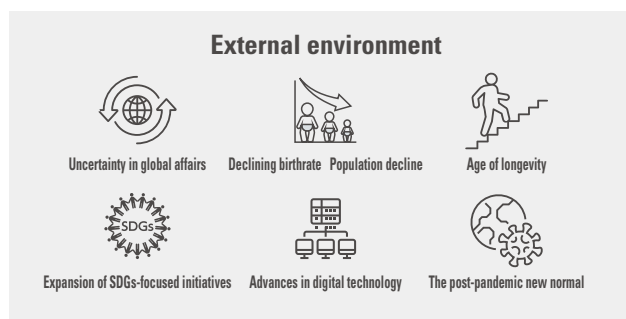 External environment
Uncertainty in global affairs
Declining birthrate Population decline
Age of longevity
SDGs
Expansion of SDGs-focused initiatives
Advances in digital technology
The post-pandemic new normal